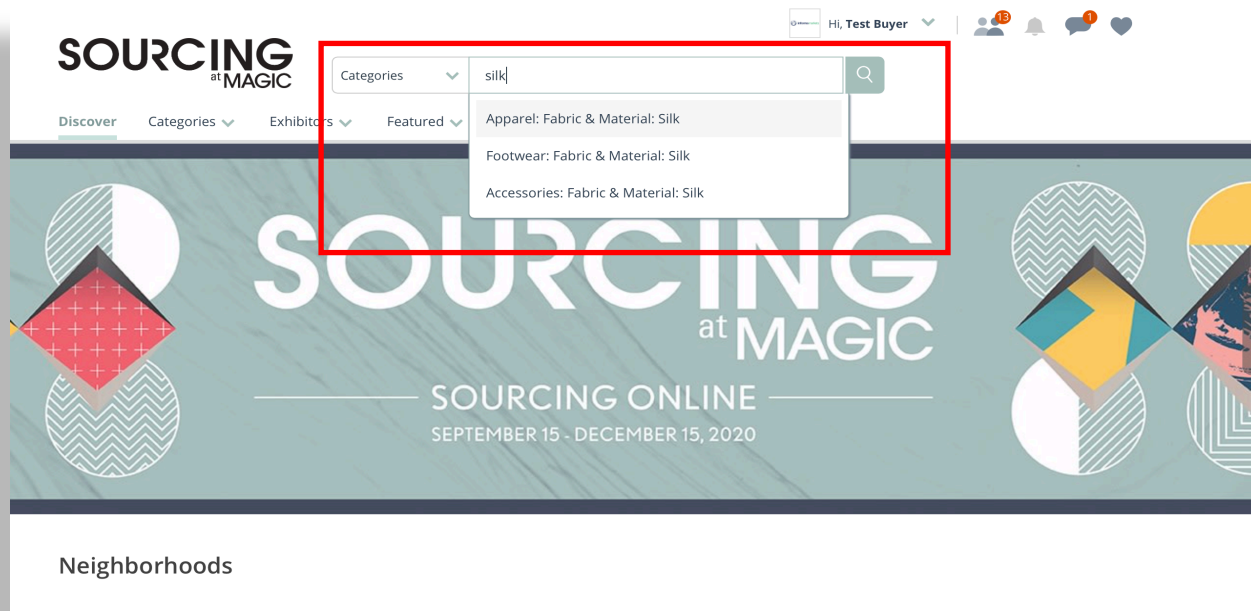 Hi, Test Buyer
13
1
SOURCING
at MAGIC
Categories
silk
Discover
Categories
Exhibitors
Featured
Apparel: Fabric & Material: Silk
Footwear: Fabric & Material: Silk
Accessories: Fabric & Material: Silk
SOURCING
at MAGIC
SOURCING ONLINE
SEPTEMBER 15 - DECEMBER 15, 2020
Neighborhoods